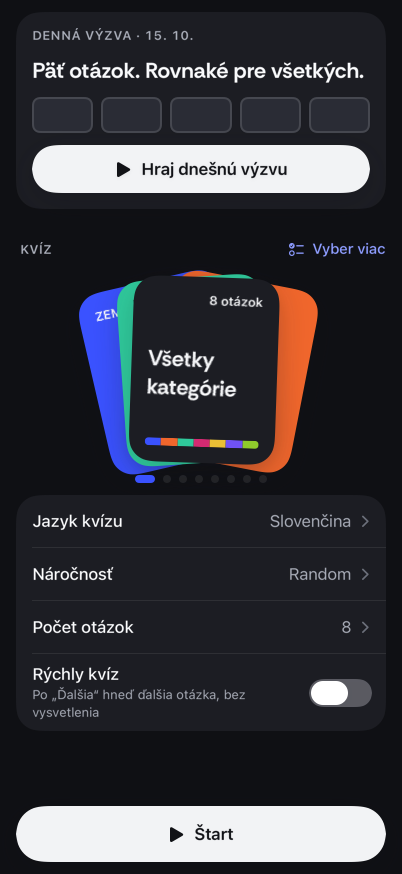 DENNÁ VÝZVA · 15. 10.
Päť otázok. Rovnaké pre všetkých.
Hraj dnešnú výzvu
KVÍZ
Vyber viac
8 otázok
Všetky
kategórie
Jazyk kvízu
Slovenčina
Náročnosť
Random
Počet otázok
8
Rýchly kvíz
Po „Ďalšia“ hneď ďalšia otázka, bez
vysvetlenia
Štart